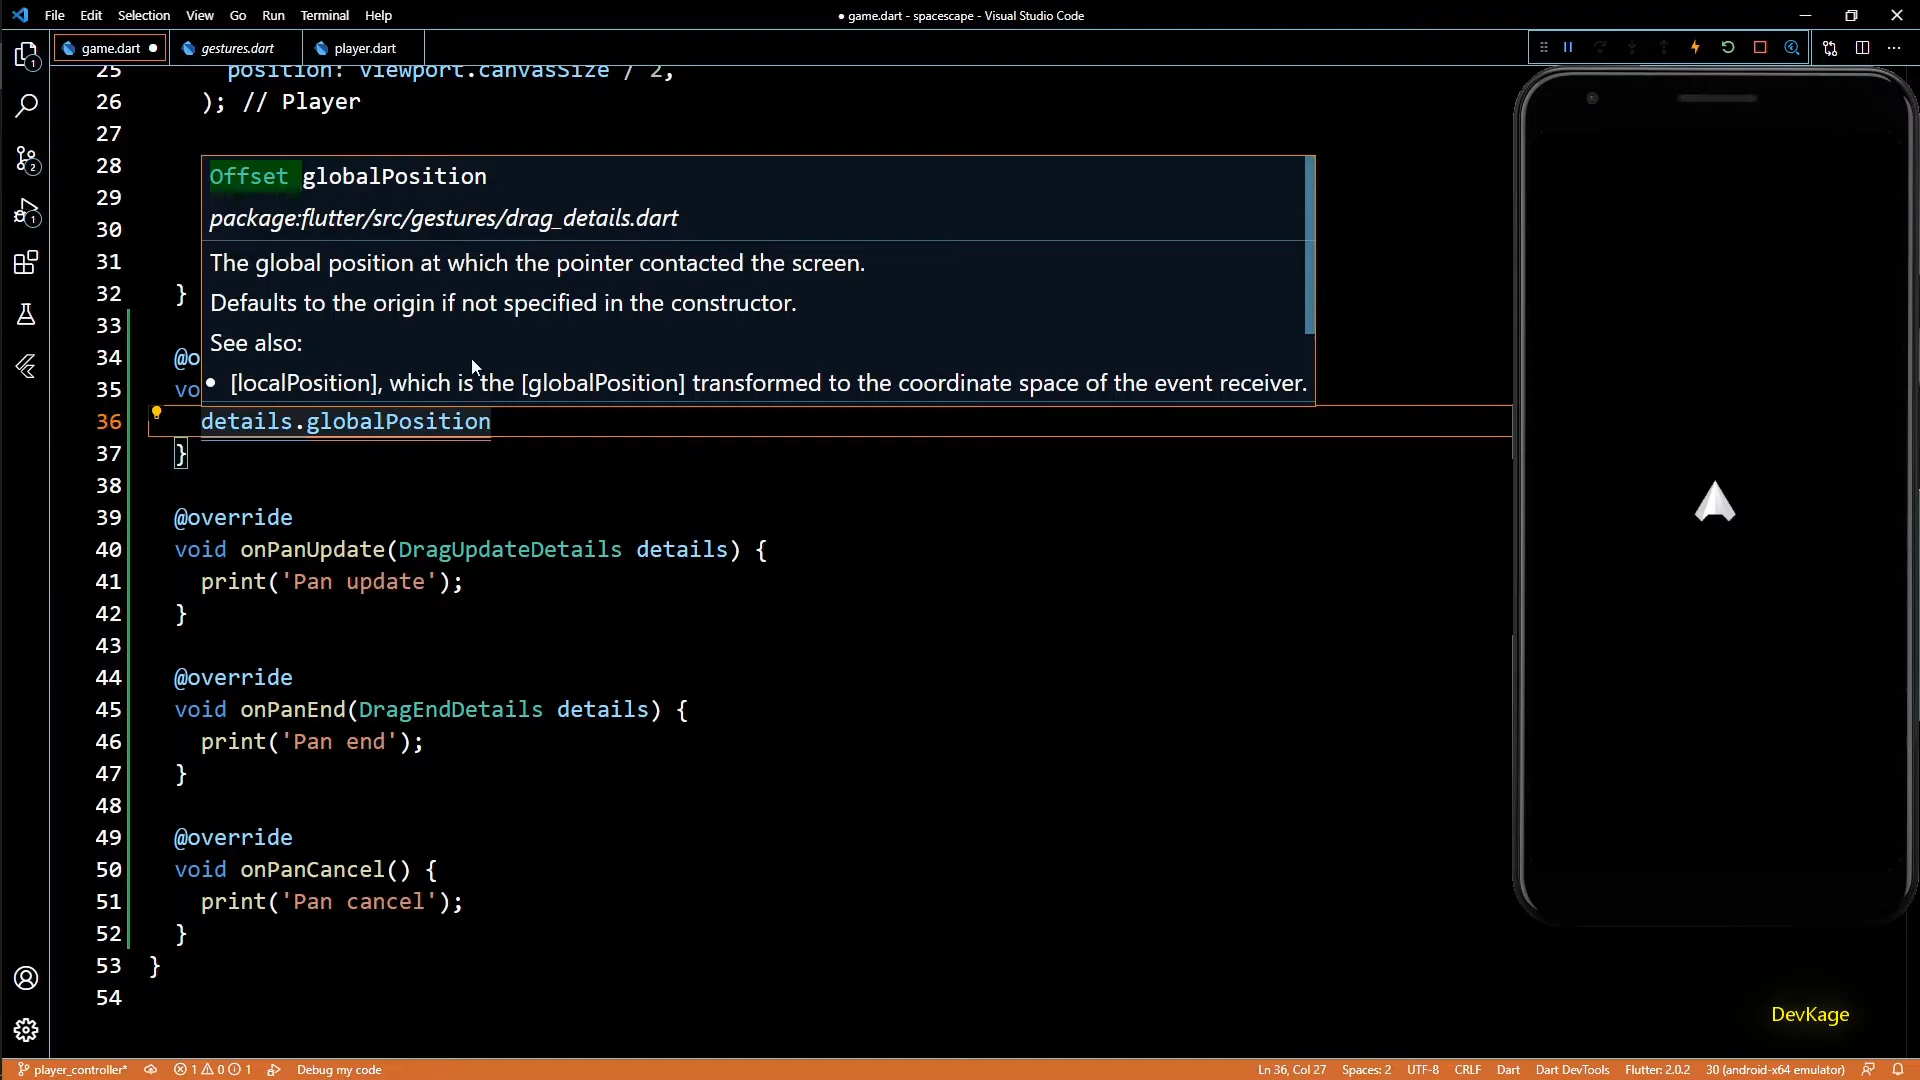 File Edit Selection View Go Run Terminal Help
● game.dart - spacescape - Visual Studio Code
game.dart ● gestures.dart player.dart
25 position: viewport.canvasSize / 2,
26 ); // Player
27
28
29
30
31
32 }
33
34 @o
35 vo
Offset globalPosition
package:flutter/src/gestures/drag_details.dart
The global position at which the pointer contacted the screen.
Defaults to the origin if not specified in the constructor.
See also:
• [localPosition], which is the [globalPosition] transformed to the coordinate space of the event receiver.
36 details.globalPosition
37 }
38
39 @override
40 void onPanUpdate(DragUpdateDetails details) {
41 print('Pan update');
42 }
43
44 @override
45 void onPanEnd(DragEndDetails details) {
46 print('Pan end');
47 }
48
49 @override
50 void onPanCancel() {
51 print('Pan cancel');
52 }
53 }
54
1
2
1
DevKage
player_controller* 1 0 1 Debug my code Ln 36, Col 27 Spaces: 2 UTF-8 CRLF Dart Dart DevTools Flutter: 2.0.2 30 (android-x64 emulator)